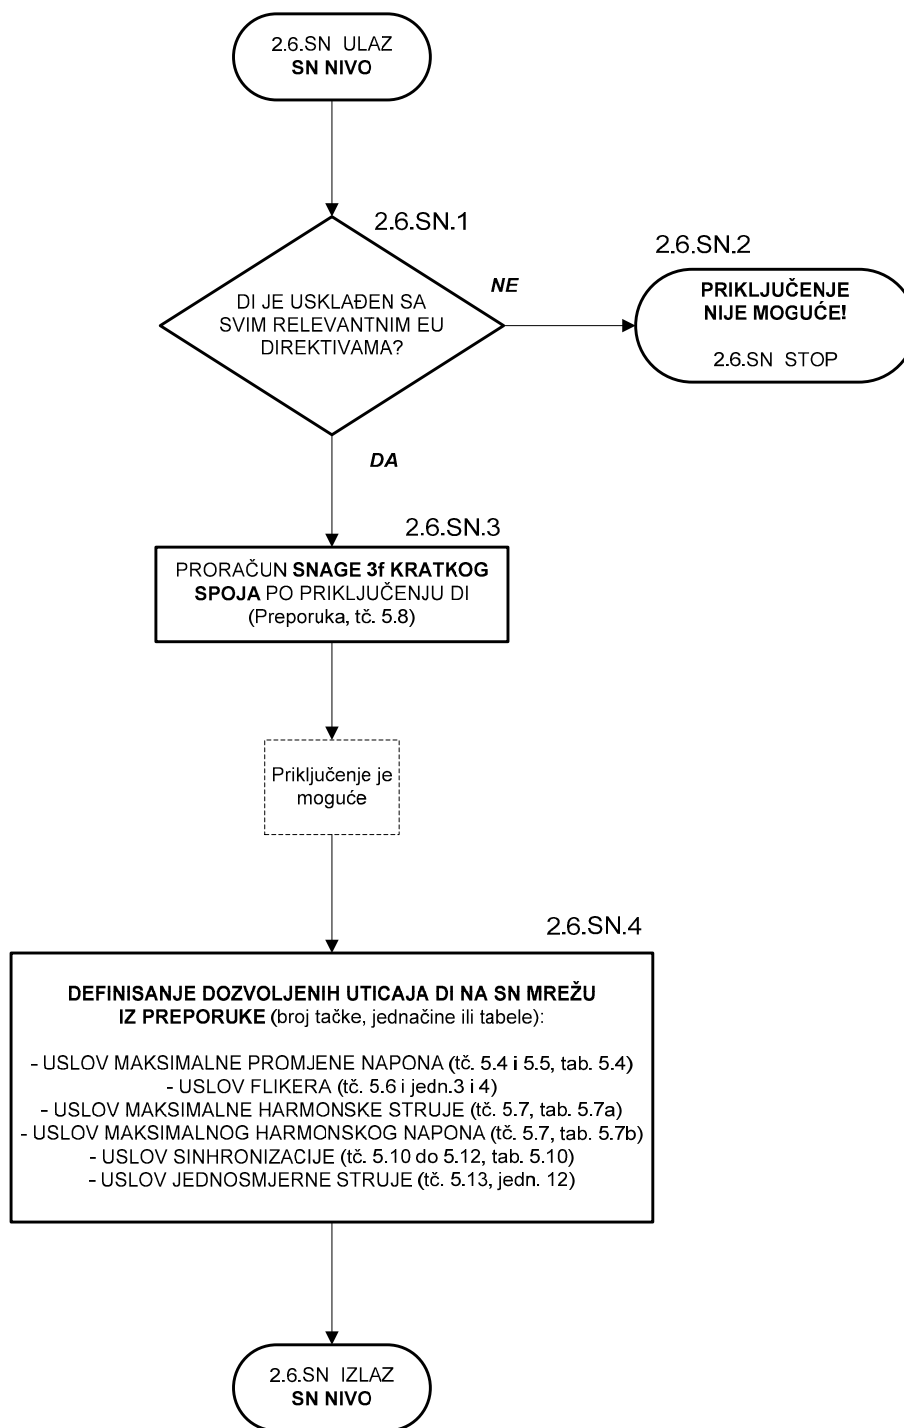 2.6.SN ULAZ
SN NIVO
2.6.SN.1
DI JE USKLAĐEN SA
SVIM RELEVANTNIM EU
DIREKTIVAMA?
NE
2.6.SN.2
PRIKLJUČENJE
NIJE MOGUĆE!
2.6.SN STOP
DA
2.6.SN.3
PRORAČUN SNAGE 3f KRATKOG
SPOJA PO PRIKLJUČENJU DI
(Preporuka, tč. 5.8)
Priključenje je
moguće
2.6.SN.4
DEFINISANJE DOZVOLJENIH UTICAJA DI NA SN MREŽU
IZ PREPORUKE (broj tačke, jednačine ili tabele):
- USLOV MAKSIMALNE PROMJENE NAPONA (tč. 5.4 i 5.5, tab. 5.4)
- USLOV FLIKERA (tč. 5.6 i jedn.3 i 4)
- USLOV MAKSIMALNE HARMONSKE STRUJE (tč. 5.7, tab. 5.7a)
- USLOV MAKSIMALNOG HARMONSKOG NAPONA (tč. 5.7, tab. 5.7b)
- USLOV SINHRONIZACIJE (tč. 5.10 do 5.12, tab. 5.10)
- USLOV JEDNOSMJERNE STRUJE (tč. 5.13, jedn. 12)
2.6.SN IZLAZ
SN NIVO